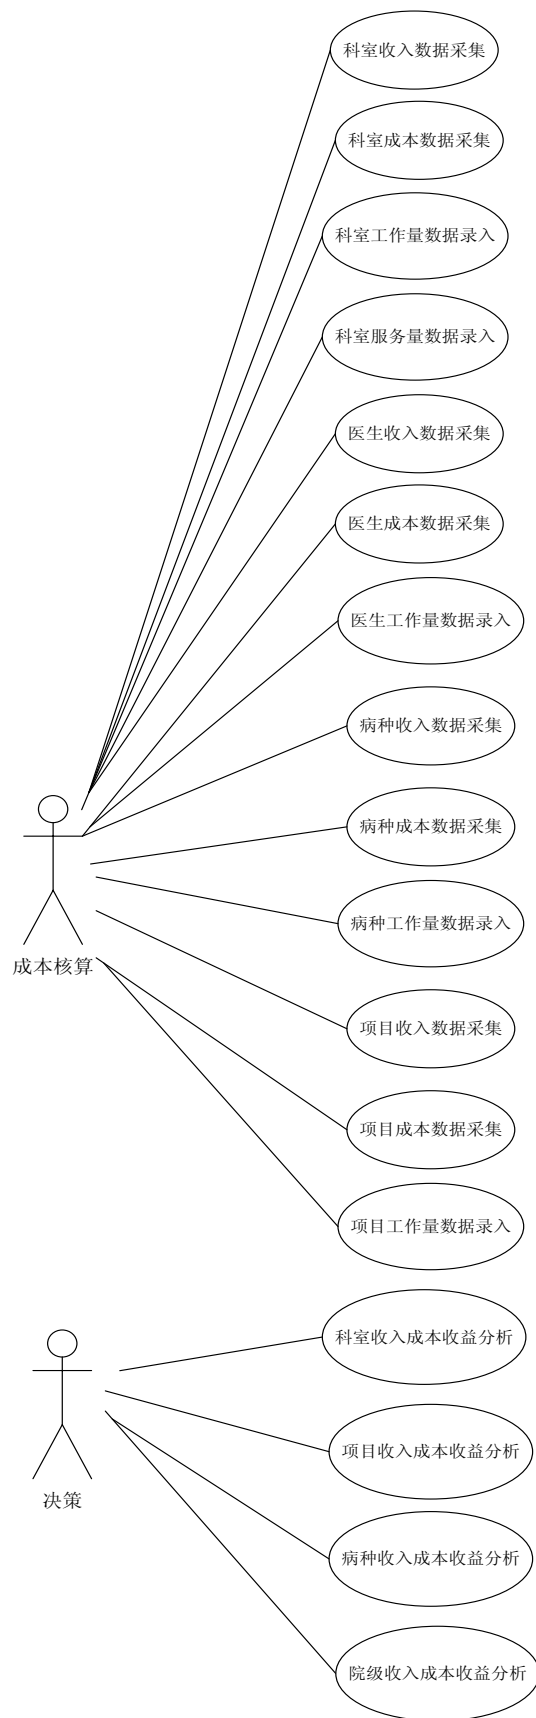 科室收入数据采集
科室成本数据采集
科室工作量数据录入
科室服务量数据录入
医生收入数据采集
医生成本数据采集
医生工作量数据录入
病种收入数据采集
病种成本数据采集
病种工作量数据录入
成本核算
项目收入数据采集
项目成本数据采集
项目工作量数据录入
科室收入成本收益分析
项目收入成本收益分析
决策
病种收入成本收益分析
院级收入成本收益分析